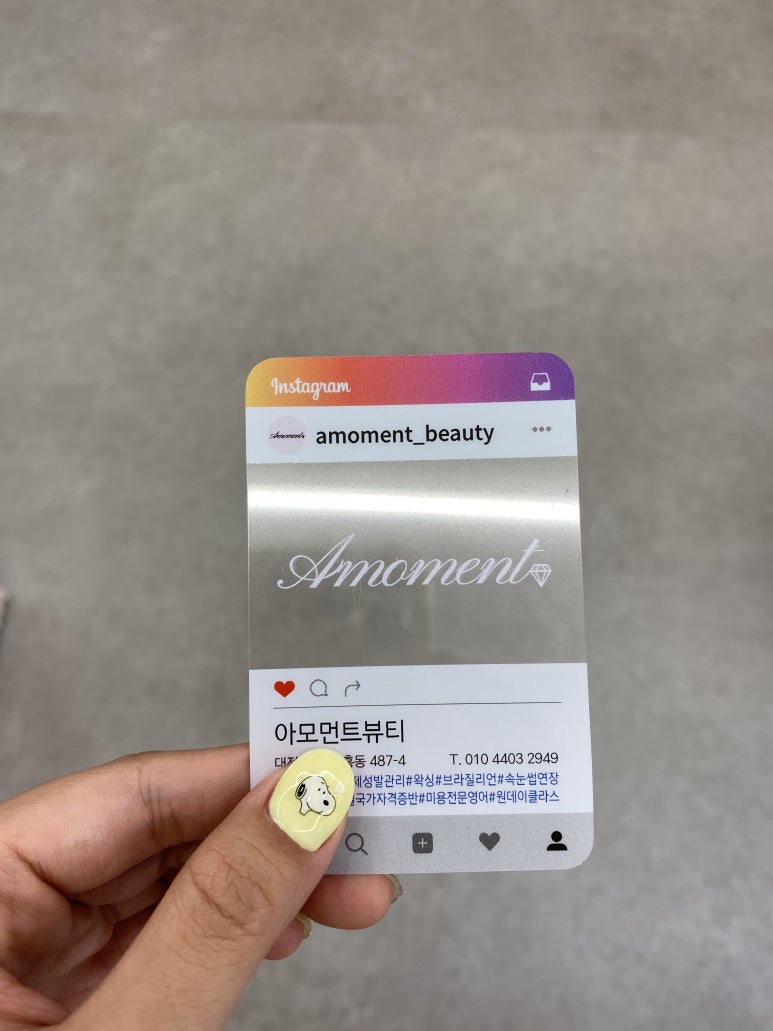 Instagram
Amoment
amoment_beauty
Amoment
아모먼트뷰티
487-4 T. 010 4403 2949
제성발관리#왁싱#브라질리언#속눈썹연장
국가자격증반#미용전문영어#원데이클라스